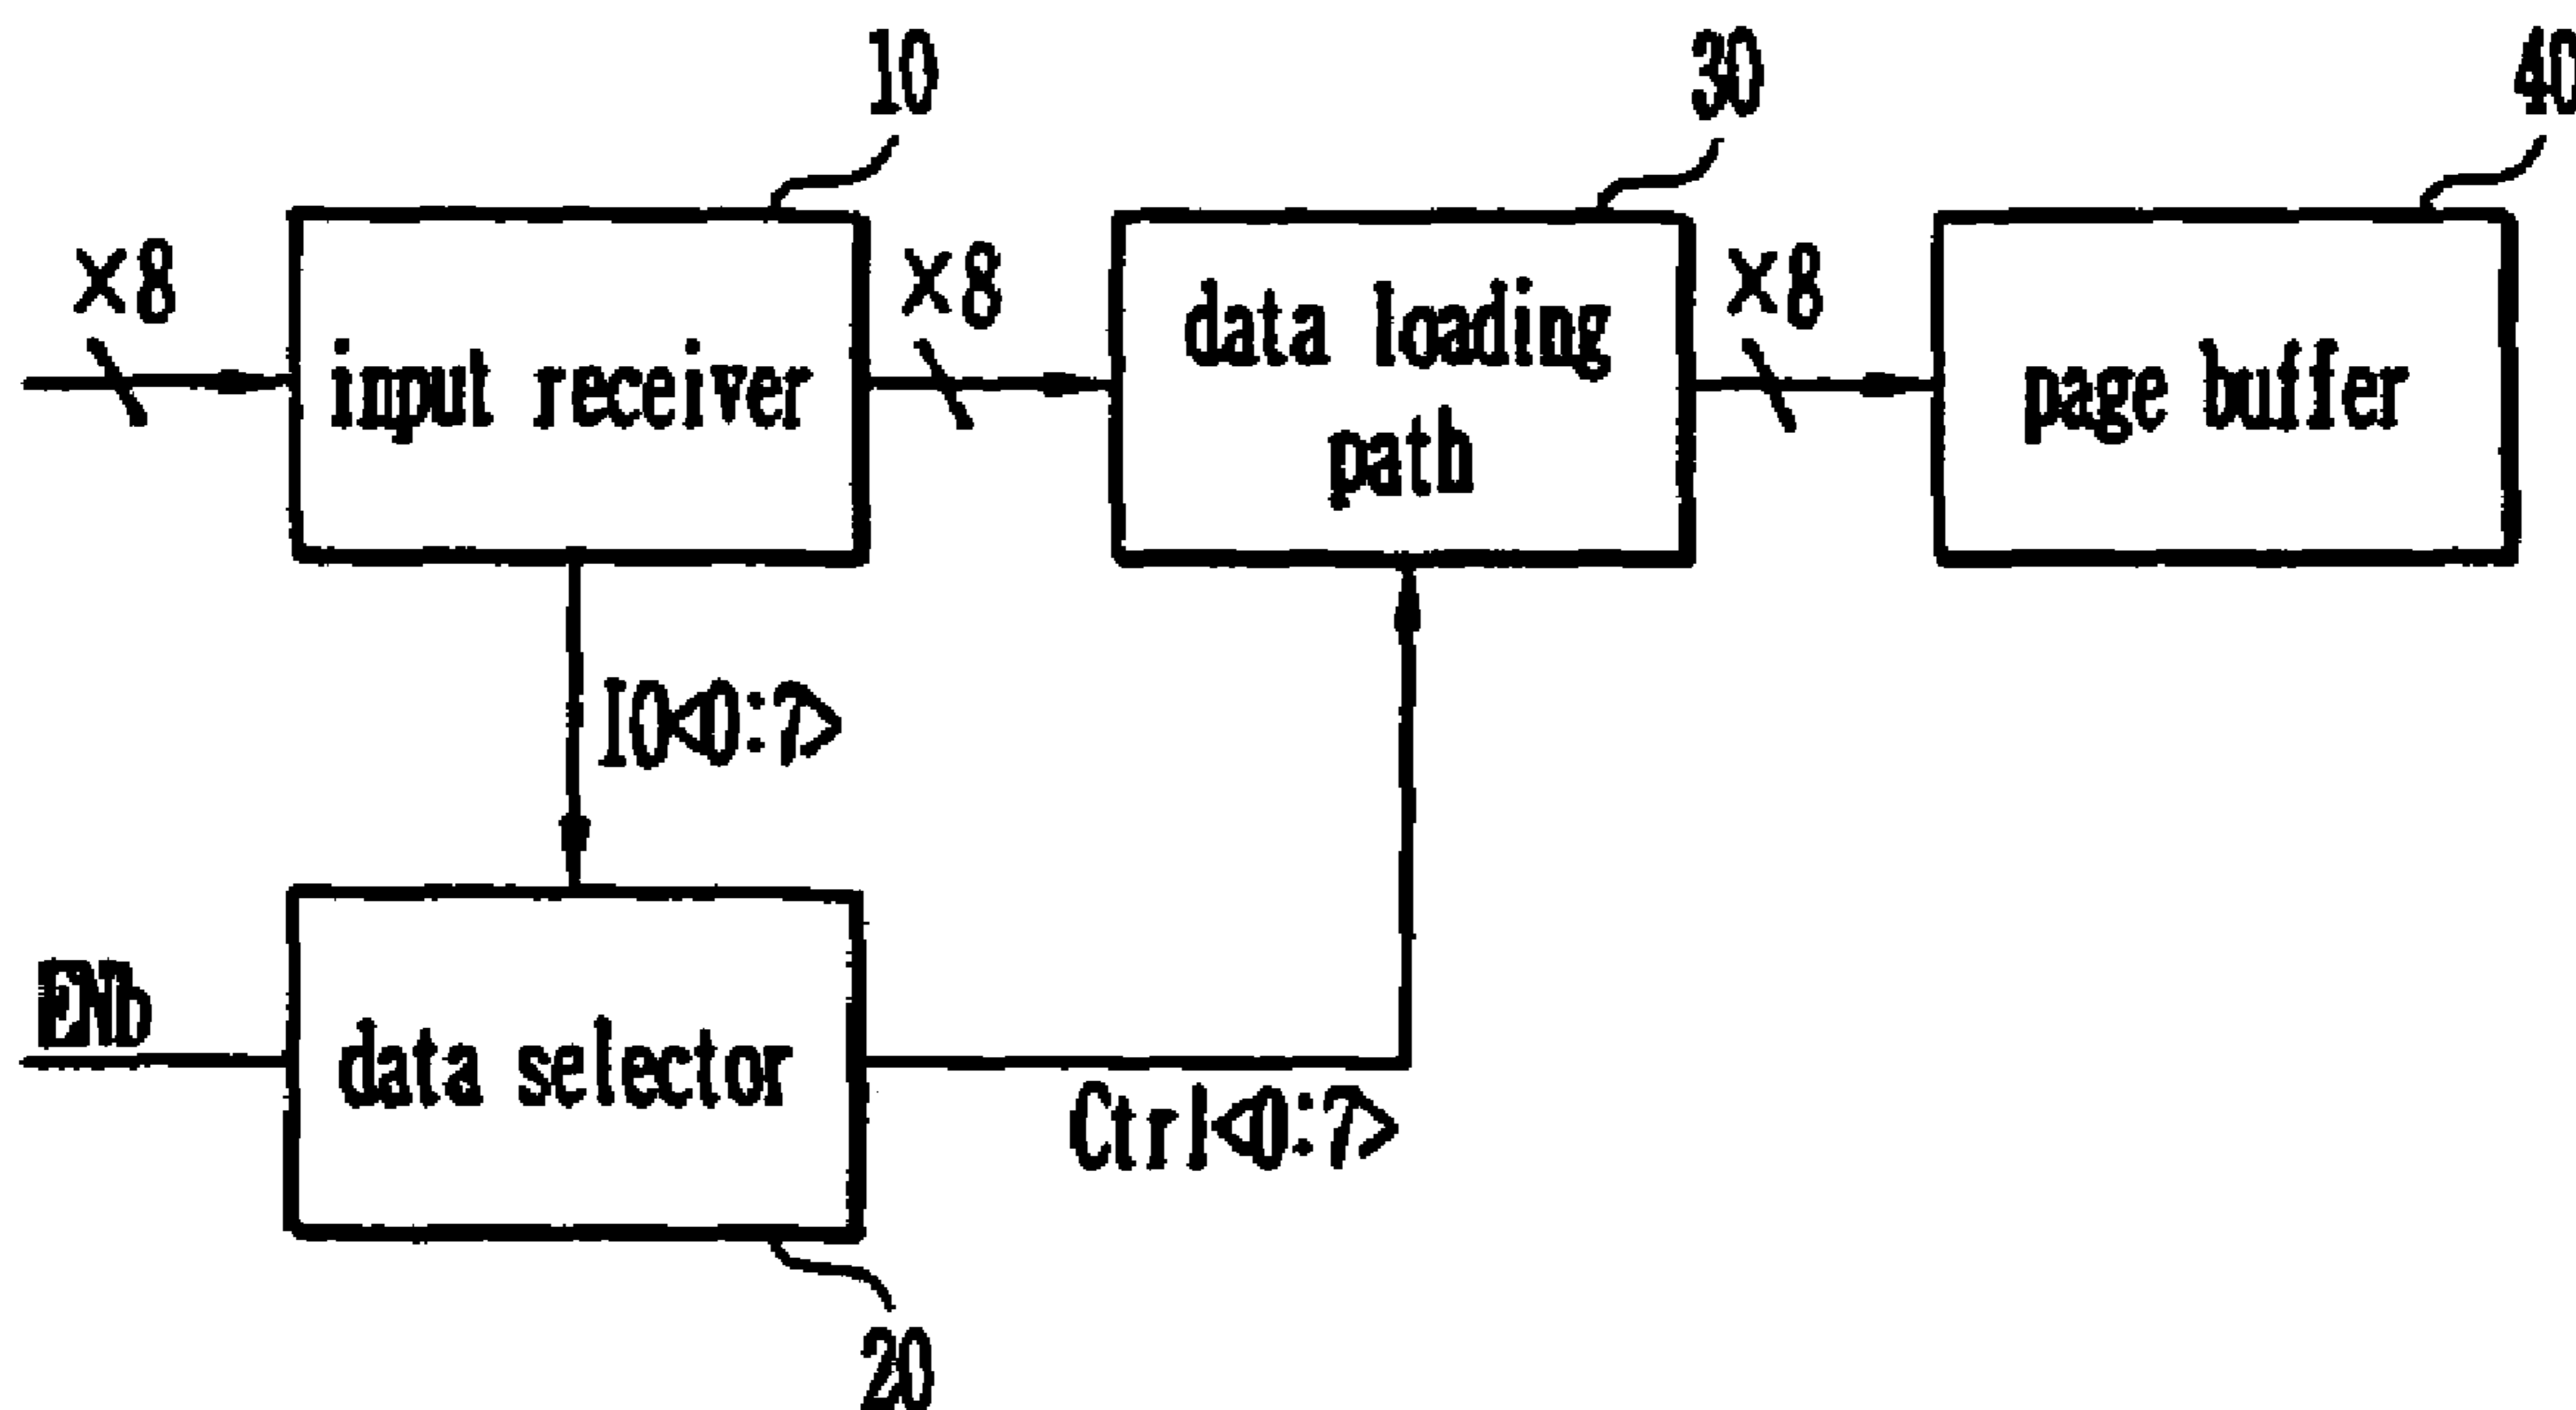 10
30
40
×8
×8
×8
input receiver
data loading
path
page buffer
IO<0:7>
ENb
data selector
Ctrl<0:7>
20